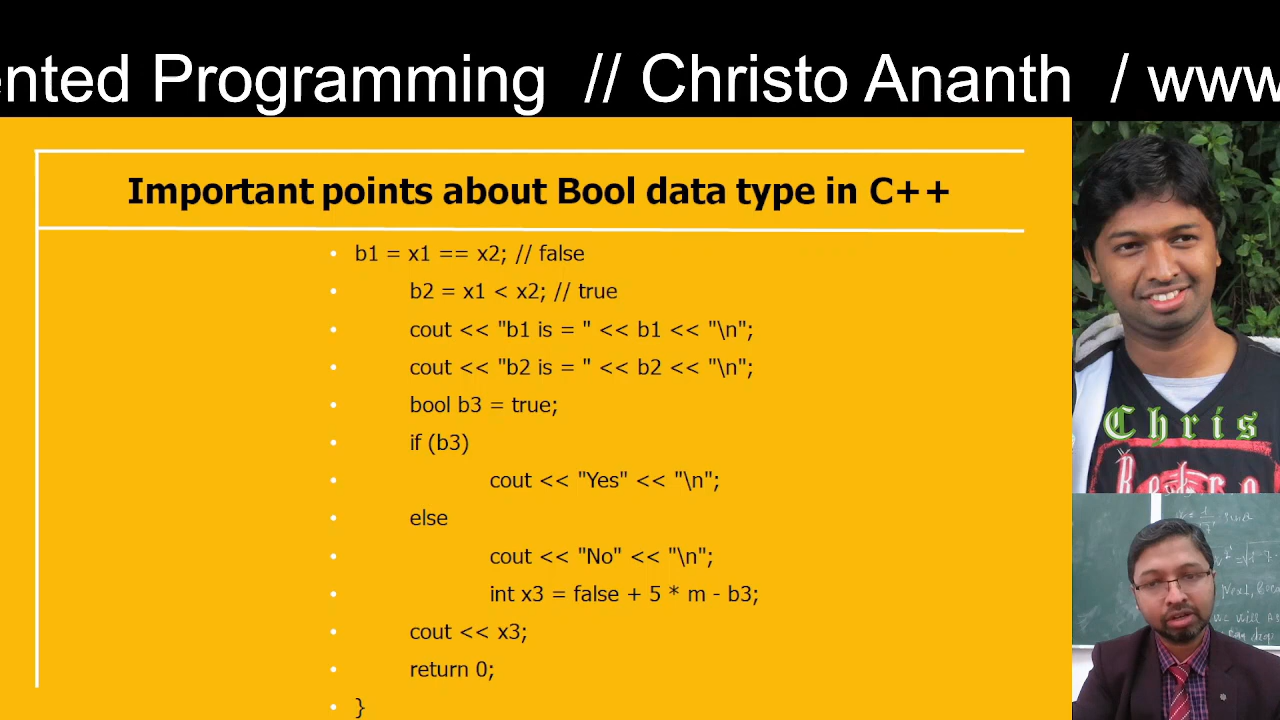 ented Programming // Christo Ananth / www
Important points about Bool data type in C++
b1 = x1 == x2; // false
b2 = x1 < x2; // true
cout << "b1 is = " << b1 << "\n";
cout << "b2 is = " << b2 << "\n";
bool b3 = true;
if (b3)
cout << "Yes" << "\n";
else
cout << "No" << "\n";
int x3 = false + 5 * m - b3;
cout << x3;
return 0;
}
Chris